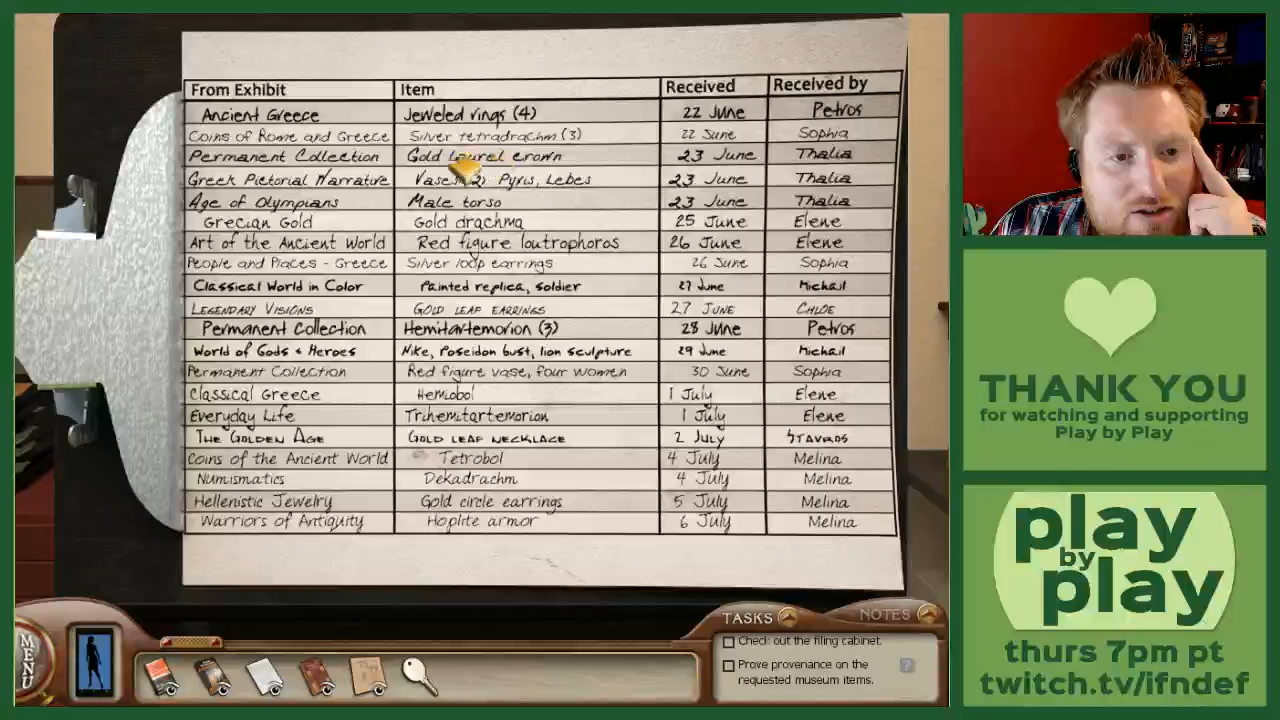 From Exhibit Item Received Received by
Ancient Greece Jeweled rings (4) 22 June Petros
Coins of Rome and Greece Silver tetradrachm (3) 22 June Sophia
Permanent Collection Gold laurel crown 23 June Thalia
Greek Pictorial Narrative Vases (2) Pyxis, Lebes 23 June Thalia
Age of Olympians Male torso 23 June Thalia
Grecian Gold Gold drachma 25 June Elene
Art of the Ancient World Red figure loutrophoros 26 June Elene
People and Places - Greece Silver loop earrings 26 June Sophia
Classical World in Color Painted replica, soldier 27 June Michail
LEGENDARY VISIONS GOLD LEAF EARRINGS 27 JUNE CHLOE
Permanent Collection Hemitartemorion (3) 28 June Petros
World of Gods + Heroes Nike, Poseidon bust, lion sculpture 29 June Michail
Permanent Collection Red figure vase, four women 30 June Sophia
Classical Greece Hemiobol 1 July Elene
Everyday Life Trihemitartemorion 1 July Elene
THE GOLDEN AGE GOLD LEAF NECKLACE 2 JULY STAVROS
Coins of the Ancient World Tetrobol 4 July Melina
Numismatics Dekadrachm 4 July Melina
Hellenistic Jewelry Gold circle earrings 5 July Melina
Warriors of Antiquity Hoplite armor 6 July Melina
MENU
TASKS NOTES
Check out the filing cabinet.
Prove provenance on the
requested museum items.
?
THANK YOU
for watching and supporting
Play by Play
play
by
play
thurs 7pm pt
twitch.tv/ifndef